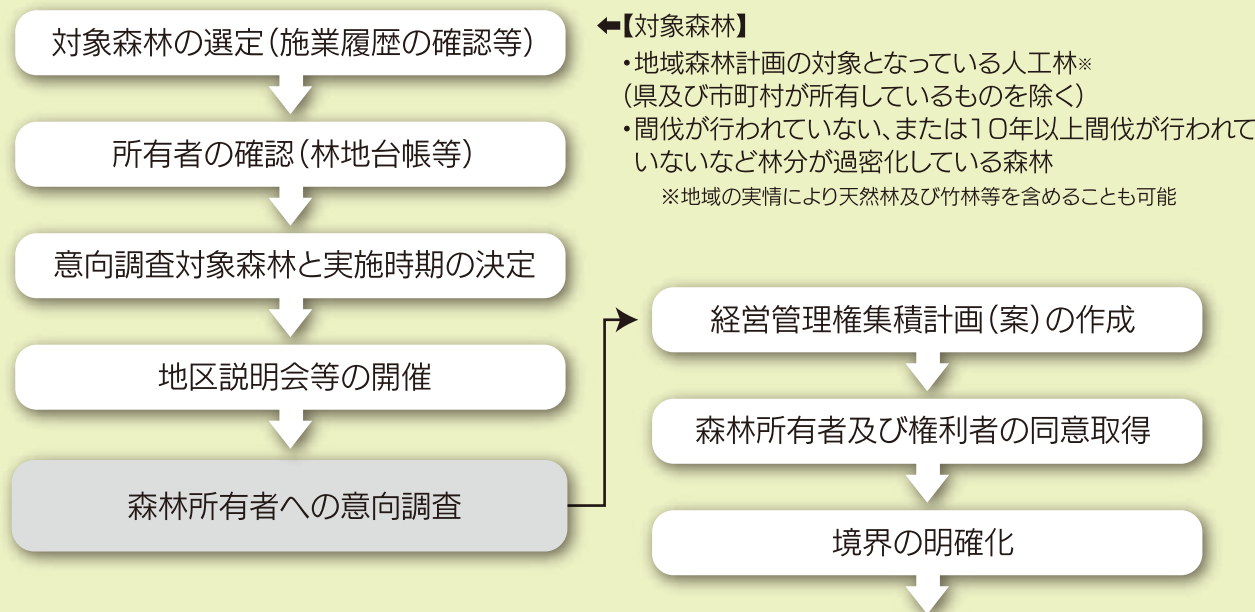 対象森林の選定(施業履歴の確認等)
所有者の確認(林地台帳等)
意向調査対象森林と実施時期の決定
地区説明会等の開催
森林所有者への意向調査
【対象森林】
・地域森林計画の対象となっている人工林※
(県及び市町村が所有しているものを除く)
・間伐が行われていない、または10年以上間伐が行われて
いないなど林分が過密化している森林
※地域の実情により天然林及び竹林等を含めることも可能
経営管理権集積計画(案)の作成
森林所有者及び権利者の同意取得
境界の明確化